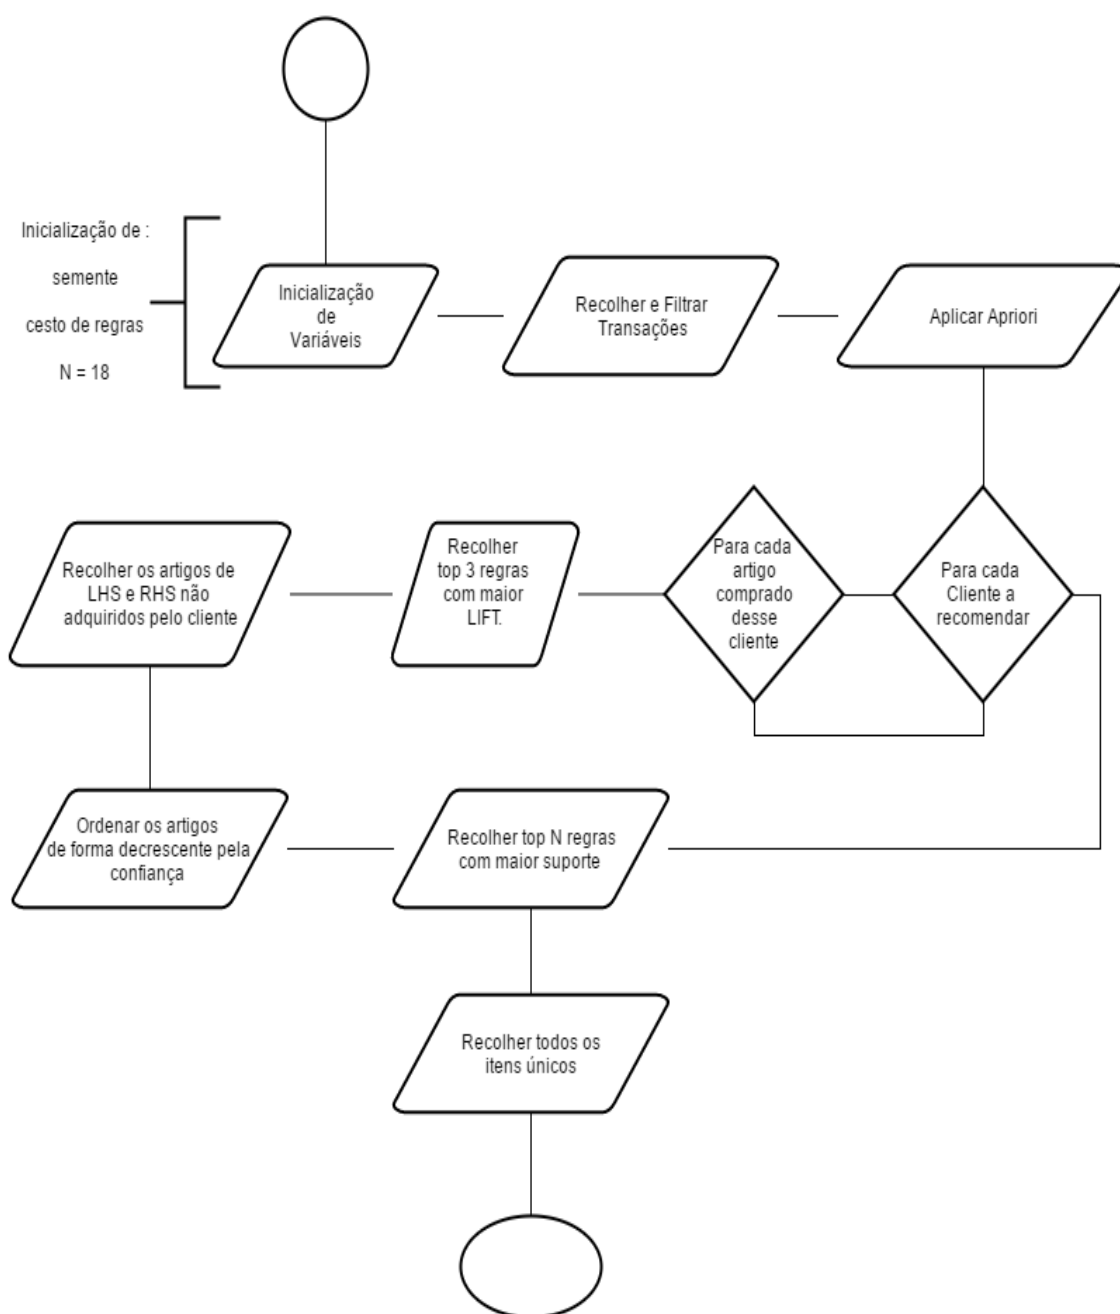 Inicialização de :
semente
cesto de regras
N = 18
Inicialização
de
Variáveis
Recolher e Filtrar
Transações
Aplicar Apriori
Recolher os artigos de
LHS e RHS não
adquiridos pelo cliente
Recolher
top 3 regras
com maior
LIFT.
Para cada
artigo
comprado
desse
cliente
Para cada
Cliente a
recomendar
Ordenar os artigos
de forma decrescente pela
confiança
Recolher top N regras
com maior suporte
Recolher todos os
itens únicos